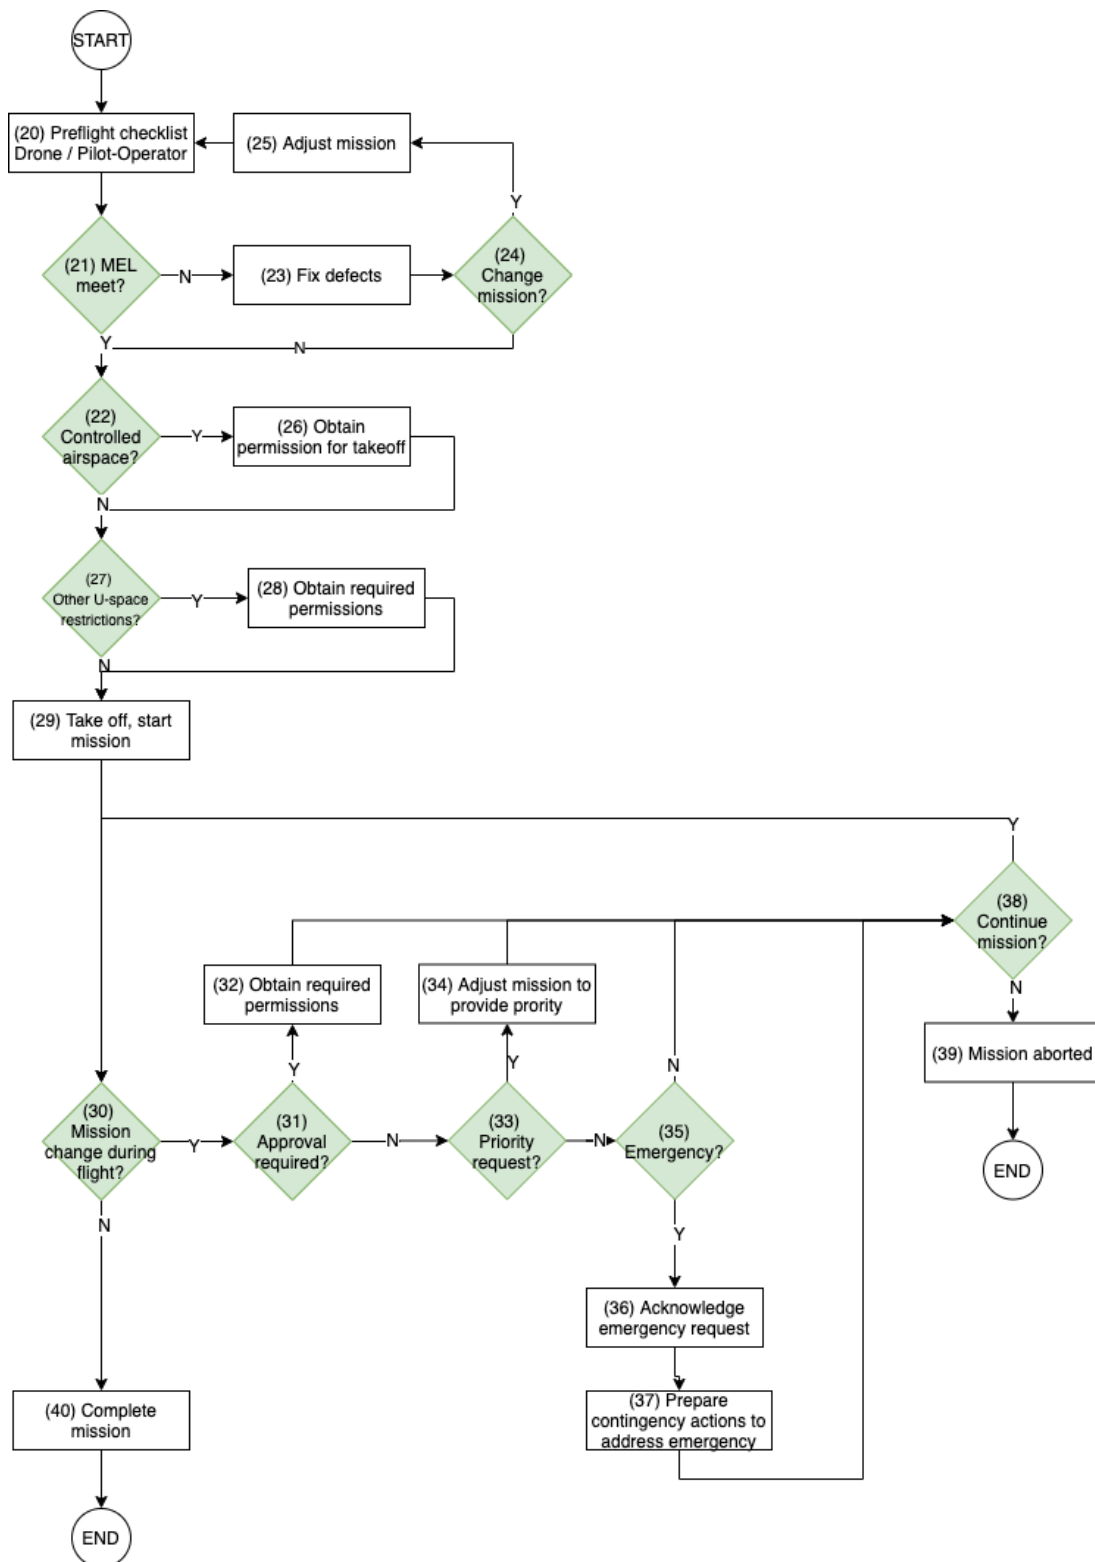 START
(20) Preflight checklist
Drone / Pilot-Operator
(25) Adjust mission
Y
(21) MEL
meet?
N
(23) Fix defects
(24)
Change
mission?
Y
N
(22)
Controlled
airspace?
Y
(26) Obtain
permission for takeoff
N
(27)
Other U-space
restrictions?
Y
(28) Obtain required
permissions
N
(29) Take off, start
mission
Y
(38)
Continue
mission?
(32) Obtain required
permissions
(34) Adjust mission to
provide prority
N
(39) Mission aborted
Y
Y
N
(30)
Mission
change during
flight?
Y
(31)
Approval
required?
N
(33)
Priority
request?
N
(35)
Emergency?
END
N
Y
(36) Acknowledge
emergency request
(40) Complete
mission
(37) Prepare
contingency actions to
address emergency
END